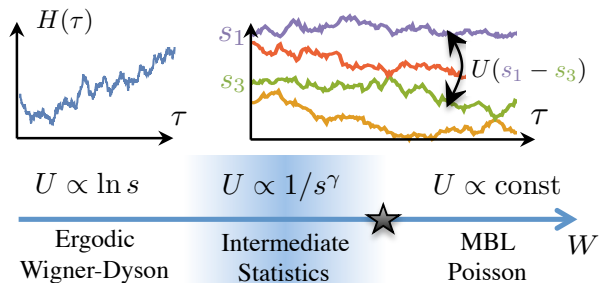 H(τ)
τ
s₁
s₃
U(s₁ − s₃)
τ
U ∝ ln s
U ∝ 1/s^γ
U ∝ const
Ergodic
Wigner-Dyson
Intermediate
Statistics
MBL
Poisson
W